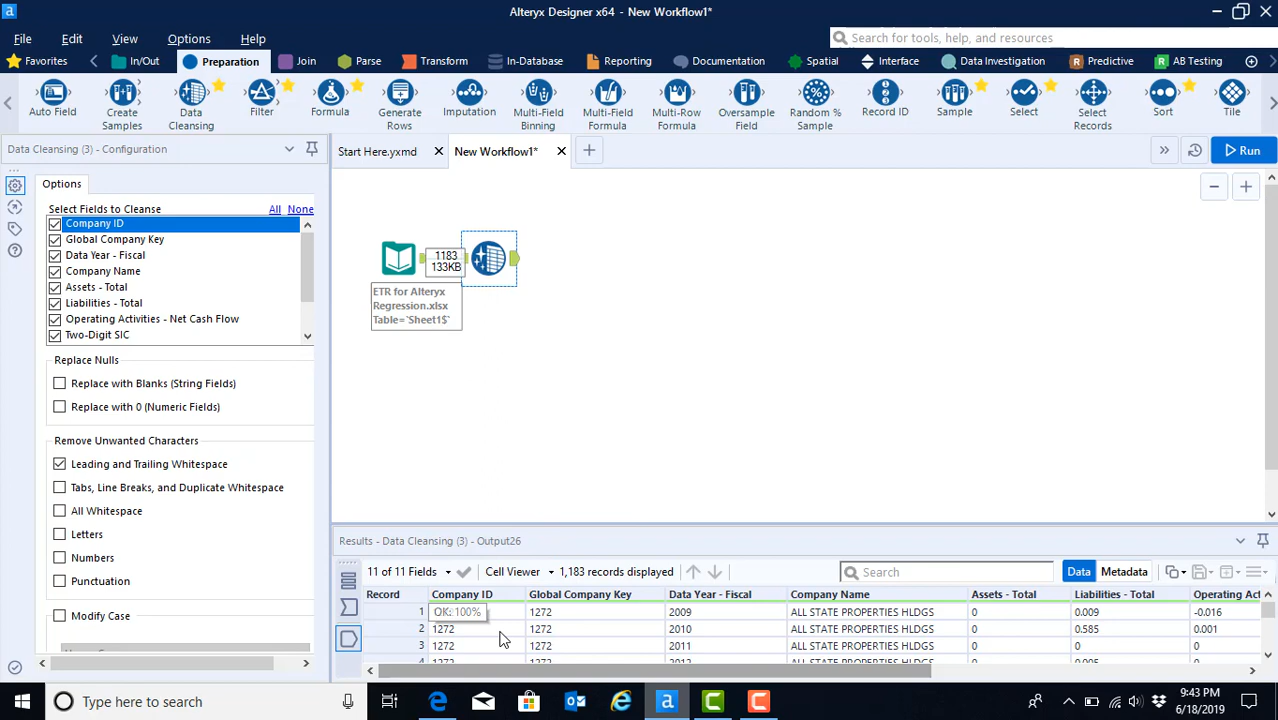 Alteryx Designer x64 - New Workflow1*
File Edit View Options Help
Search for tools, help, and resources
Favorites In/Out Preparation Join Parse Transform In-Database Reporting Documentation Spatial Interface Data Investigation Predictive AB Testing
Auto Field Create Samples Data Cleansing Filter Formula Generate Rows Imputation Multi-Field Binning Multi-Field Formula Multi-Row Formula Oversample Field Random % Sample Record ID Sample Select Select Records Sort Tile
Data Cleansing (3) - Configuration
Start Here.yxmd New Workflow1* Run
Options
Select Fields to Cleanse All None
Company ID
Global Company Key
Data Year - Fiscal
Company Name
Assets - Total
Liabilities - Total
Operating Activities - Net Cash Flow
Two-Digit SIC
Replace Nulls
Replace with Blanks (String Fields)
Replace with 0 (Numeric Fields)
Remove Unwanted Characters
Leading and Trailing Whitespace
Tabs, Line Breaks, and Duplicate Whitespace
All Whitespace
Letters
Numbers
Punctuation
Modify Case
1183
133KB
ETR for Alteryx
Regression.xlsx
Table=`Sheet1$`
Results - Data Cleansing (3) - Output26
11 of 11 Fields Cell Viewer 1,183 records displayed Search Data Metadata
Record Company ID Global Company Key Data Year - Fiscal Company Name Assets - Total Liabilities - Total Operating Act
1 OK: 100% 1272 2009 ALL STATE PROPERTIES HLDGS 0 0.009 -0.016
2 1272 1272 2010 ALL STATE PROPERTIES HLDGS 0 0.585 0.001
3 1272 1272 2011 ALL STATE PROPERTIES HLDGS 0 0 0
Type here to search
9:43 PM
6/18/2019